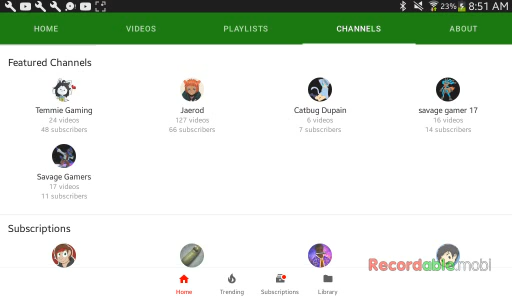 23% 8:51 AM
HOME VIDEOS PLAYLISTS CHANNELS ABOUT
Featured Channels
Temmie Gaming Jaerod Catbug Dupain savage gamer 17
24 videos 127 videos 6 videos 16 videos
48 subscribers 66 subscribers 7 subscribers 14 subscribers
Savage Gamers
17 videos
11 subscribers
Subscriptions
Recordable.mobi
Home Trending Subscriptions Library